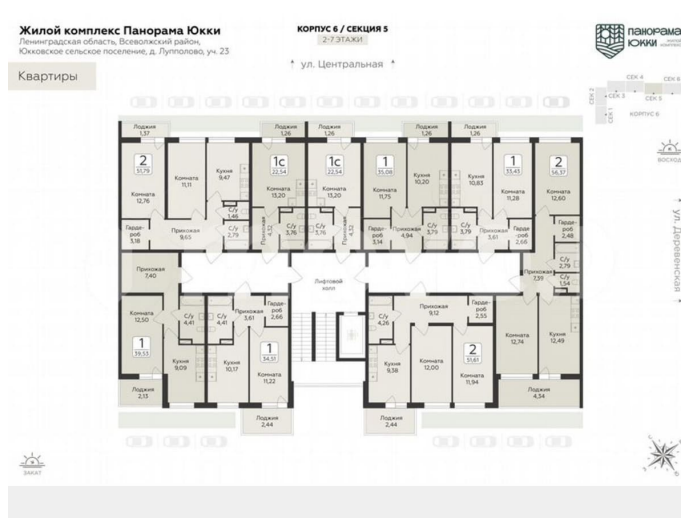 Жилой комплекс Панорама Юкки
Ленинградская область, Всеволжский район,
Юкковское сельское поселение, д. Лупполово, уч. 23
КОРПУС 6 / СЕКЦИЯ 5
2-7 ЭТАЖИ
ПАНОРАМА
ЮККИ
ЖИЛОЙ
КОМПЛЕКС
Квартиры
ул. Центральная
СЕК 4
СЕК 6
СЕК 3
СЕК 5
СЕК 2
СЕК 1
КОРПУС 6
ВОСХОД
ул. Деревенская
Лоджия
1,37
Лоджия
1,26
Лоджия
1,26
Лоджия
1,26
Лоджия
1,26
2
51,79
Комната
12,76
Комната
11,11
Кухня
9,47
1с
22,54
Комната
13,20
1с
22,54
Комната
13,20
1
35,08
Комната
11,75
Кухня
10,20
Кухня
10,83
1
33,43
Комната
11,28
2
56,37
Комната
12,60
Гарде-
роб
3,18
Прихожая
9,65
С/у
1,46
С/у
2,79
Прихожая
4,32
С/у
3,76
С/у
3,76
Прихожая
4,32
Гарде-
роб
3,14
Прихожая
4,94
С/у
3,79
С/у
3,79
Прихожая
3,61
Гарде-
роб
2,66
Гарде-
роб
2,48
С/у
2,79
С/у
1,54
Прихожая
7,40
Лифтовой
холл
Прихожая
7,39
Комната
12,50
1
39,53
С/у
4,41
Кухня
9,09
С/у
4,41
Прихожая
3,61
Гарде-
роб
2,66
Кухня
10,17
1
34,51
Комната
11,22
С/у
4,26
Прихожая
9,12
Гарде-
роб
2,55
Кухня
9,38
Комната
12,00
2
51,61
Комната
11,94
Комната
12,74
Кухня
12,49
Лоджия
2,13
Лоджия
2,44
Лоджия
2,44
Лоджия
4,34
ЗАКАТ